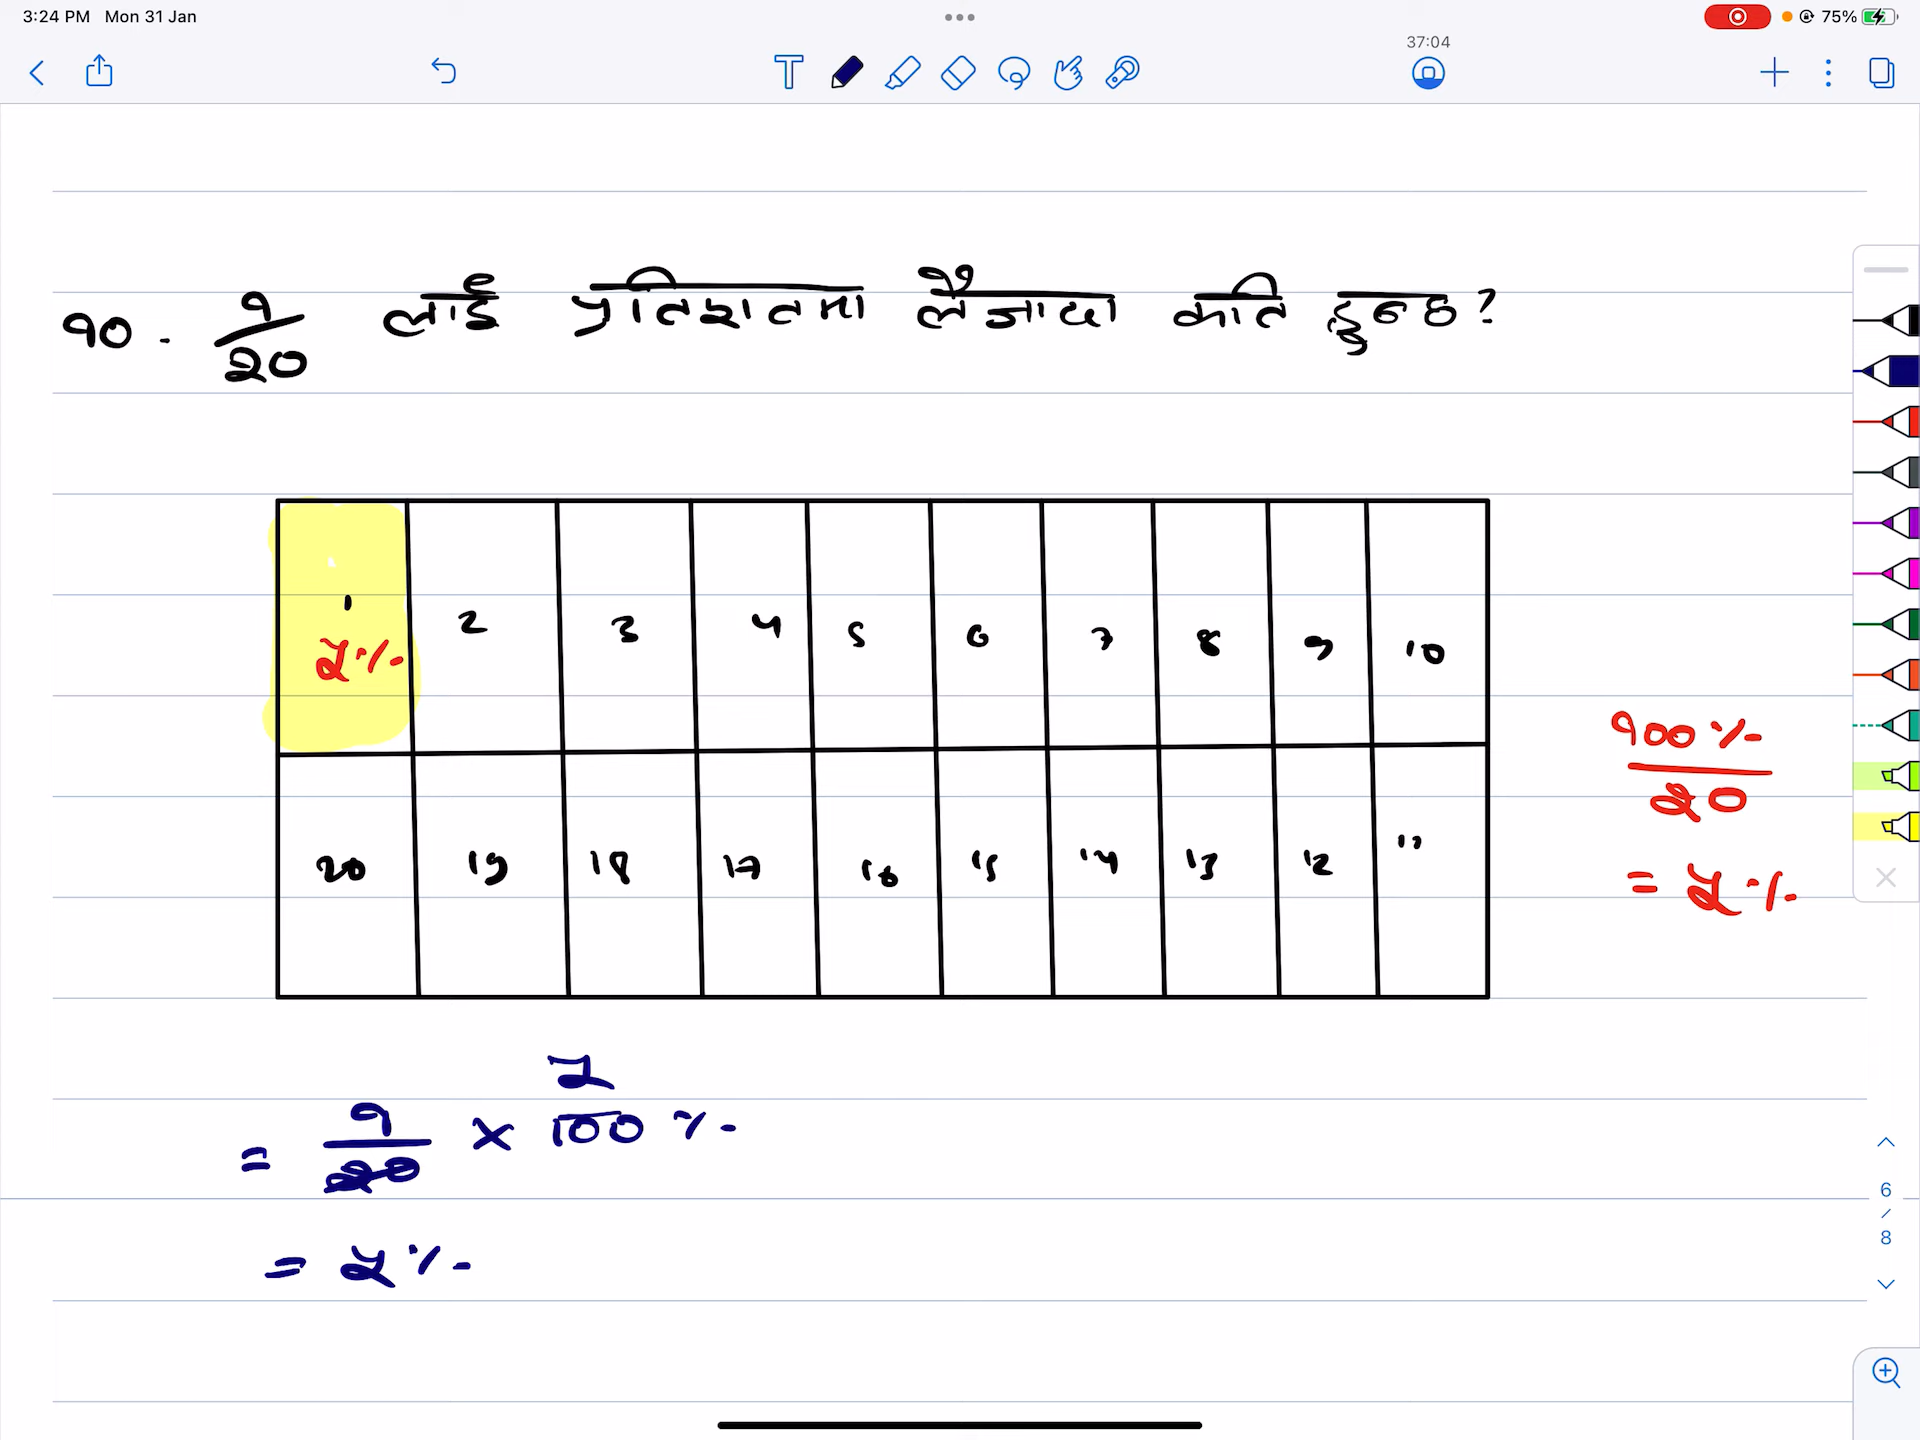 3:24 PM Mon 31 Jan
75%
37:04
१०. १/२० लाई प्रतिशतमा लैजादा कति हुन्छ?
1 2 3 4 5 6 7 8 9 10
५%
१००%/२०
= ५%
20 19 18 17 16 15 14 13 12 11
५
= १/२० × 100%
= ५%
6
/
8